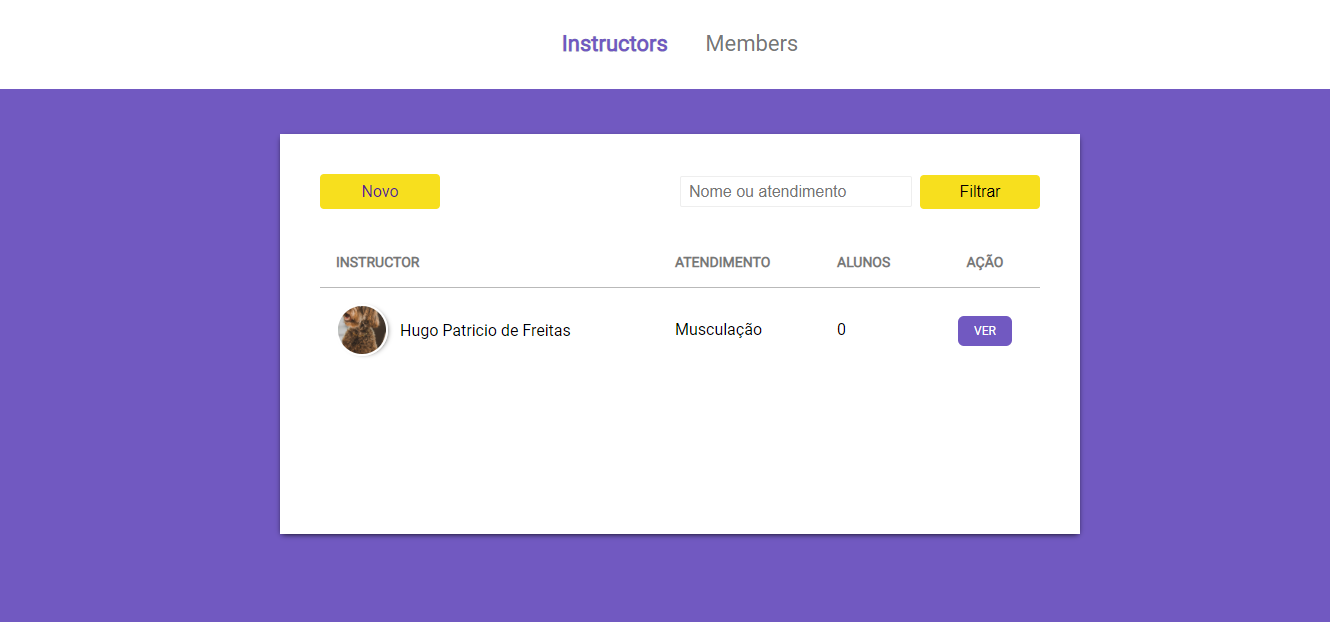 Instructors Members
Novo Nome ou atendimento Filtrar
INSTRUCTOR ATENDIMENTO ALUNOS AÇÃO
Hugo Patricio de Freitas Musculação 0 VER